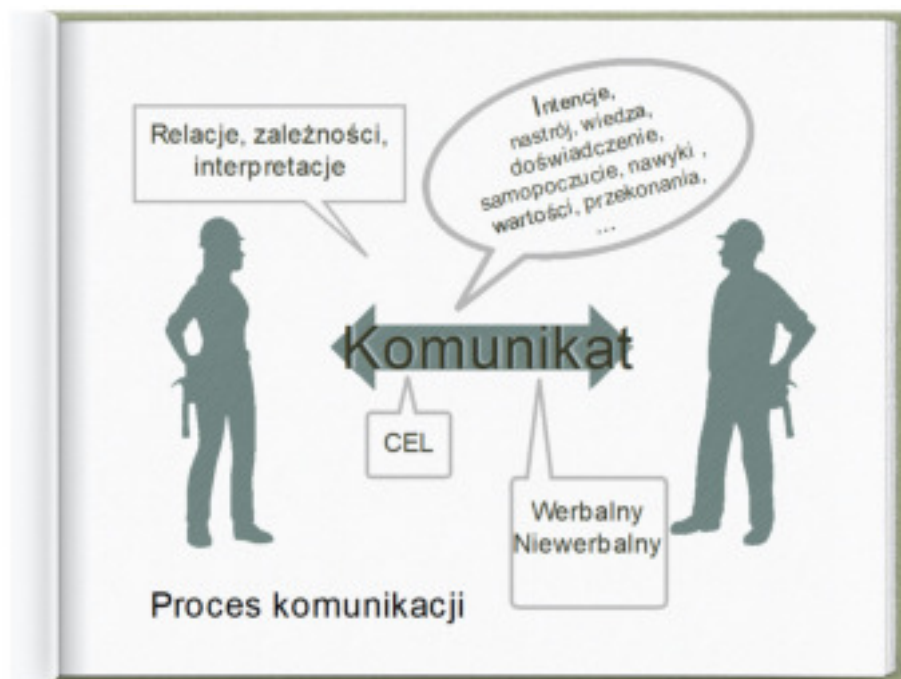 Relacje, zależności,
interpretacje
Intencje,
nastrój, wiedza,
doświadczenie,
samopoczucie, nawyki ,
wartości, przekonania,
...
Komunikat
CEL
Werbalny
Niewerbalny
Proces komunikacji